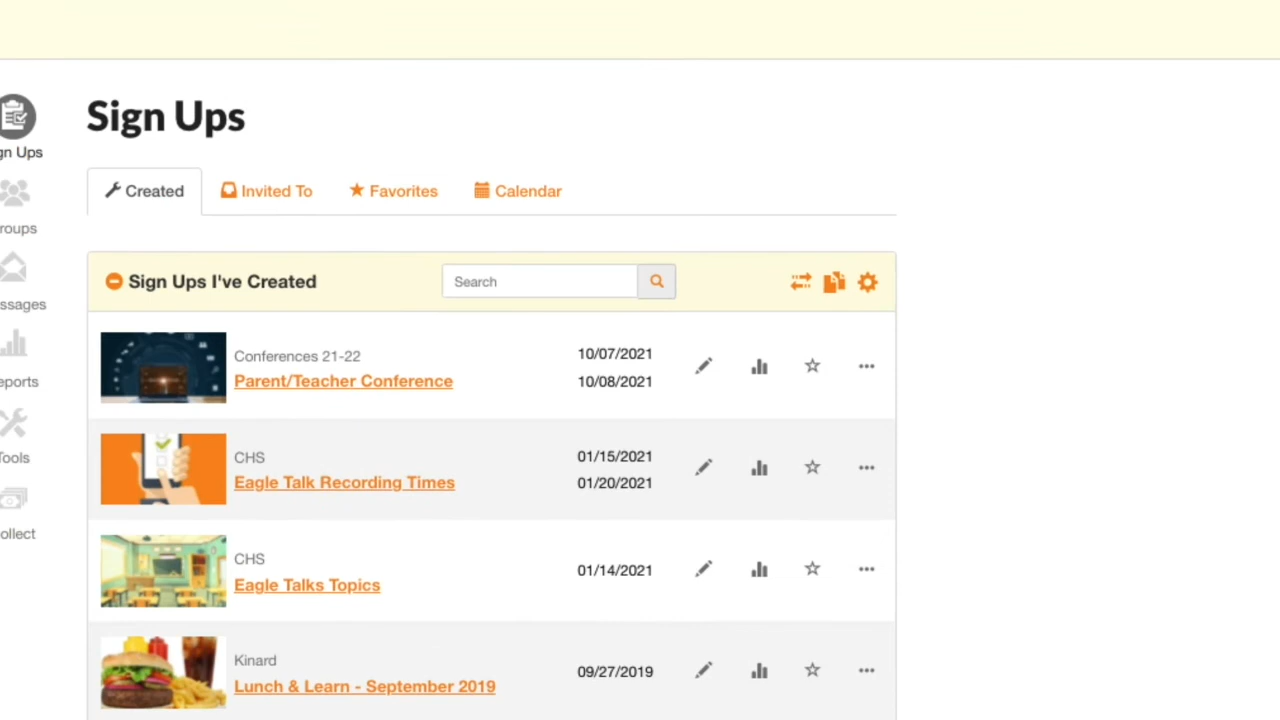 Sign Ups
gn Ups
roups
ssages
eports
Tools
ollect
Created
Invited To
Favorites
Calendar
Sign Ups I've Created
Search
Conferences 21-22
Parent/Teacher Conference
10/07/2021
10/08/2021
CHS
Eagle Talk Recording Times
01/15/2021
01/20/2021
CHS
Eagle Talks Topics
01/14/2021
Kinard
Lunch & Learn - September 2019
09/27/2019